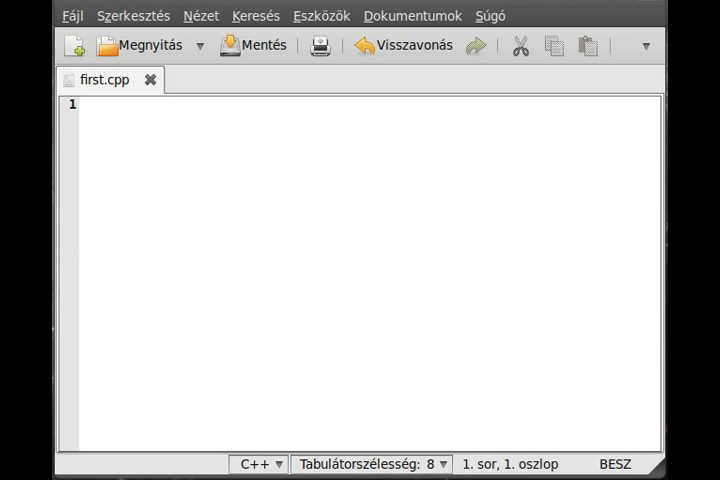 Fájl Szerkesztés Nézet Keresés Eszközök Dokumentumok Súgó
Megnyitás Mentés Visszavonás
first.cpp
1
C++ Tabulátorszélesség: 8 1. sor, 1. oszlop BESZ